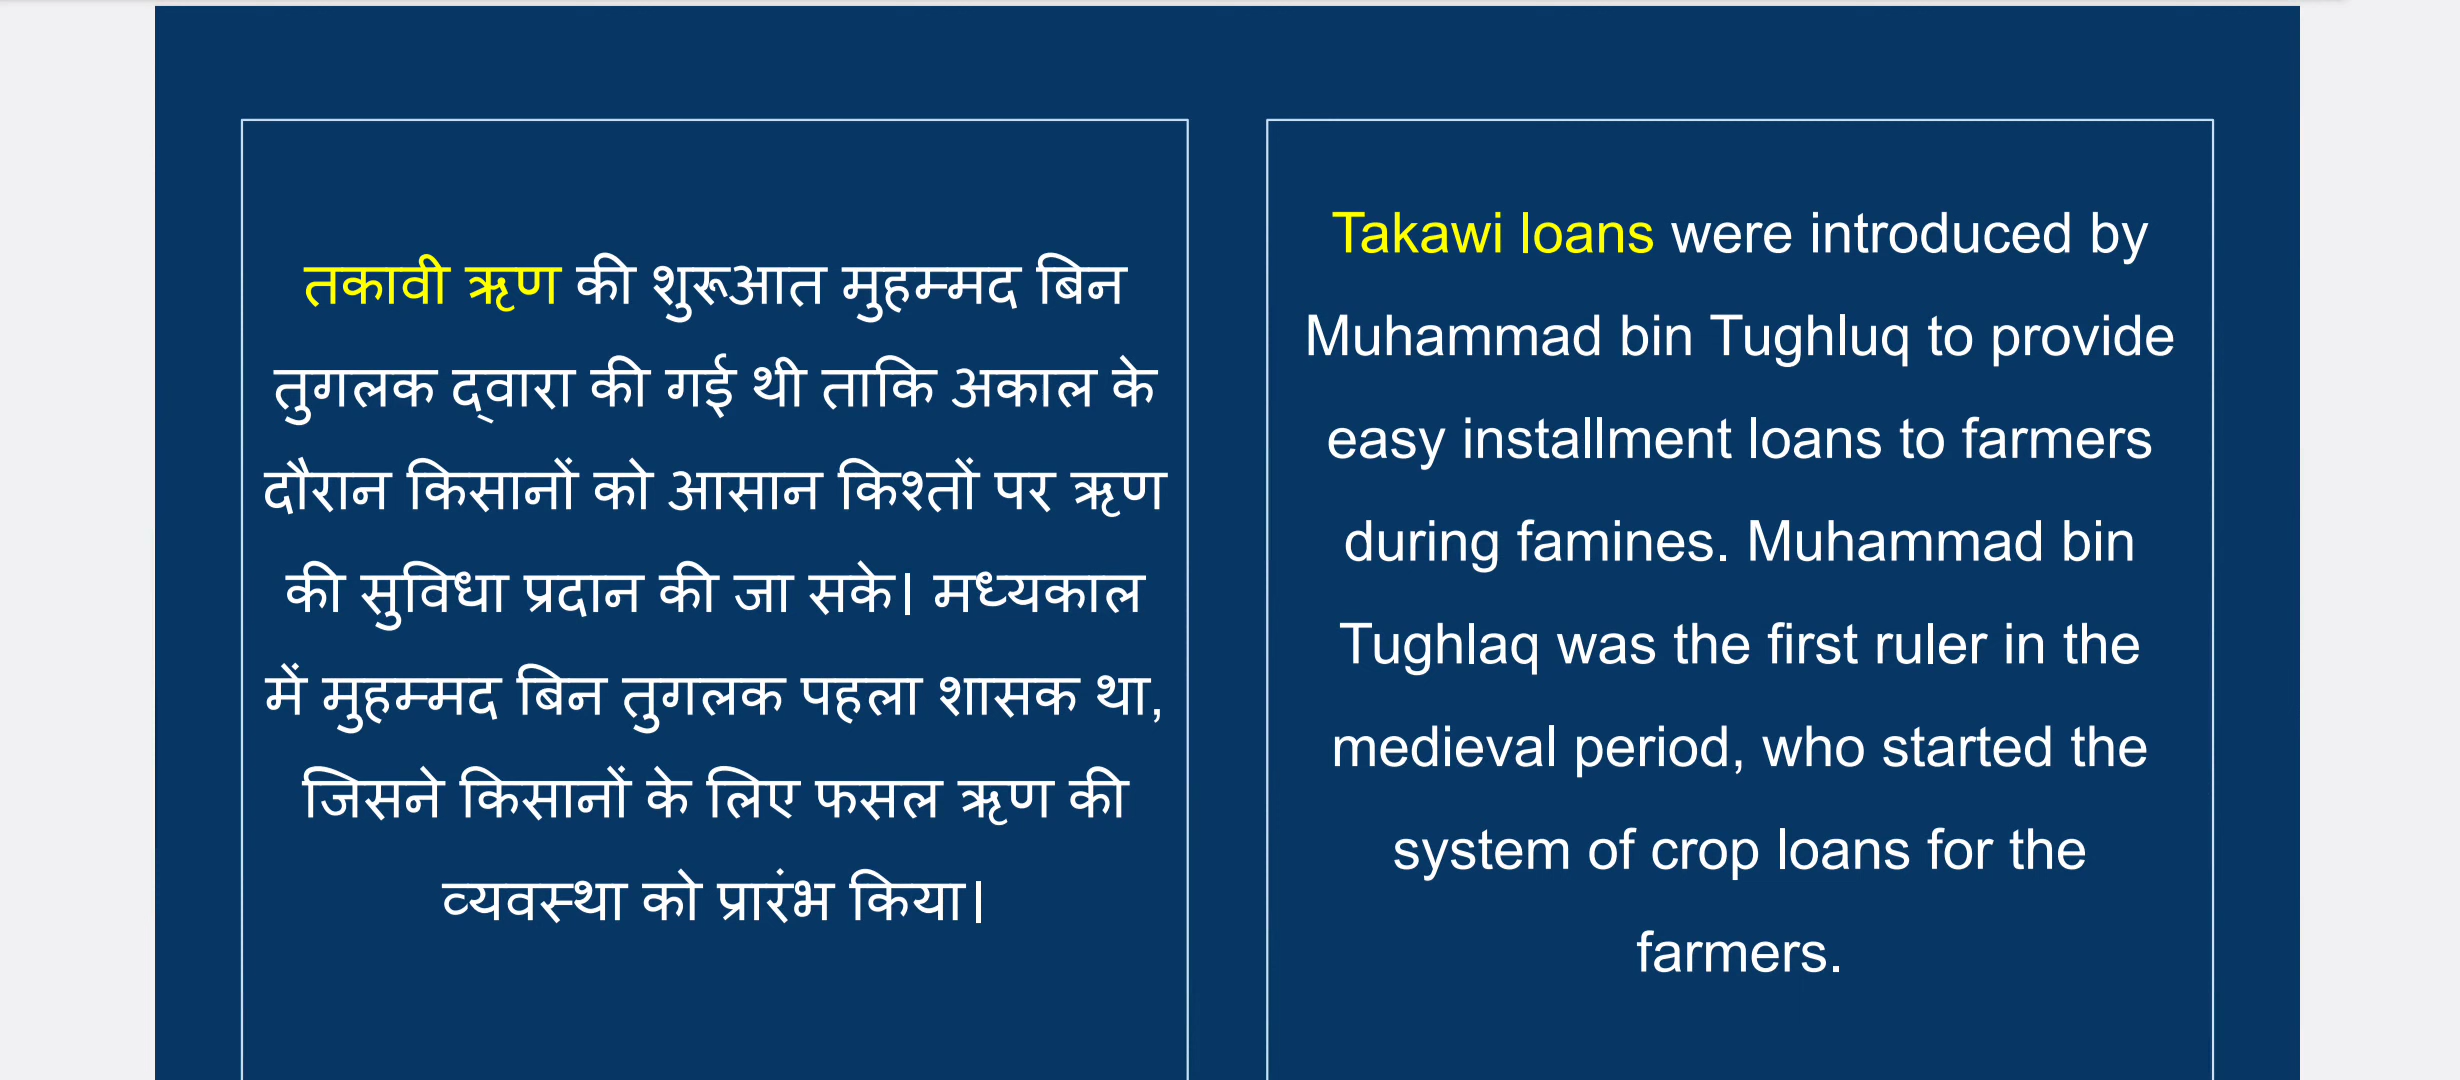 तकावी ऋण की शुरूआत मुहम्मद बिन
तुगलक द्वारा की गई थी ताकि अकाल के
दौरान किसानों को आसान किश्तों पर ऋण
की सुविधा प्रदान की जा सके। मध्यकाल
में मुहम्मद बिन तुगलक पहला शासक था,
जिसने किसानों के लिए फसल ऋण की
व्यवस्था को प्रारंभ किया।
Takawi loans were introduced by
Muhammad bin Tughluq to provide
easy installment loans to farmers
during famines. Muhammad bin
Tughlaq was the first ruler in the
medieval period, who started the
system of crop loans for the
farmers.